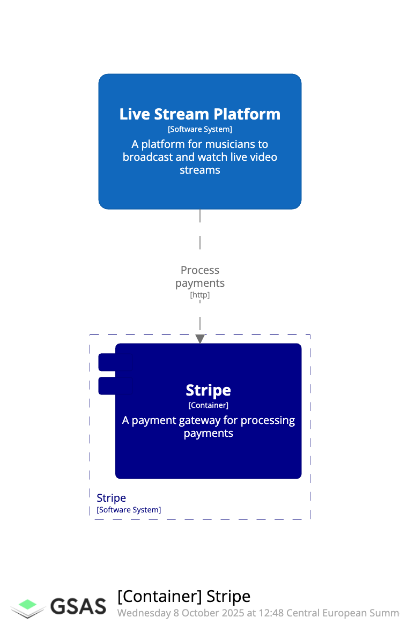 Live Stream Platform
[Software System]
A platform for musicians to
broadcast and watch live video
streams
Process
payments
[http]
Stripe
[Container]
A payment gateway for processing
payments
Stripe
[Software System]
GSAS
[Container] Stripe
Wednesday 8 October 2025 at 12:48 Central European Summ